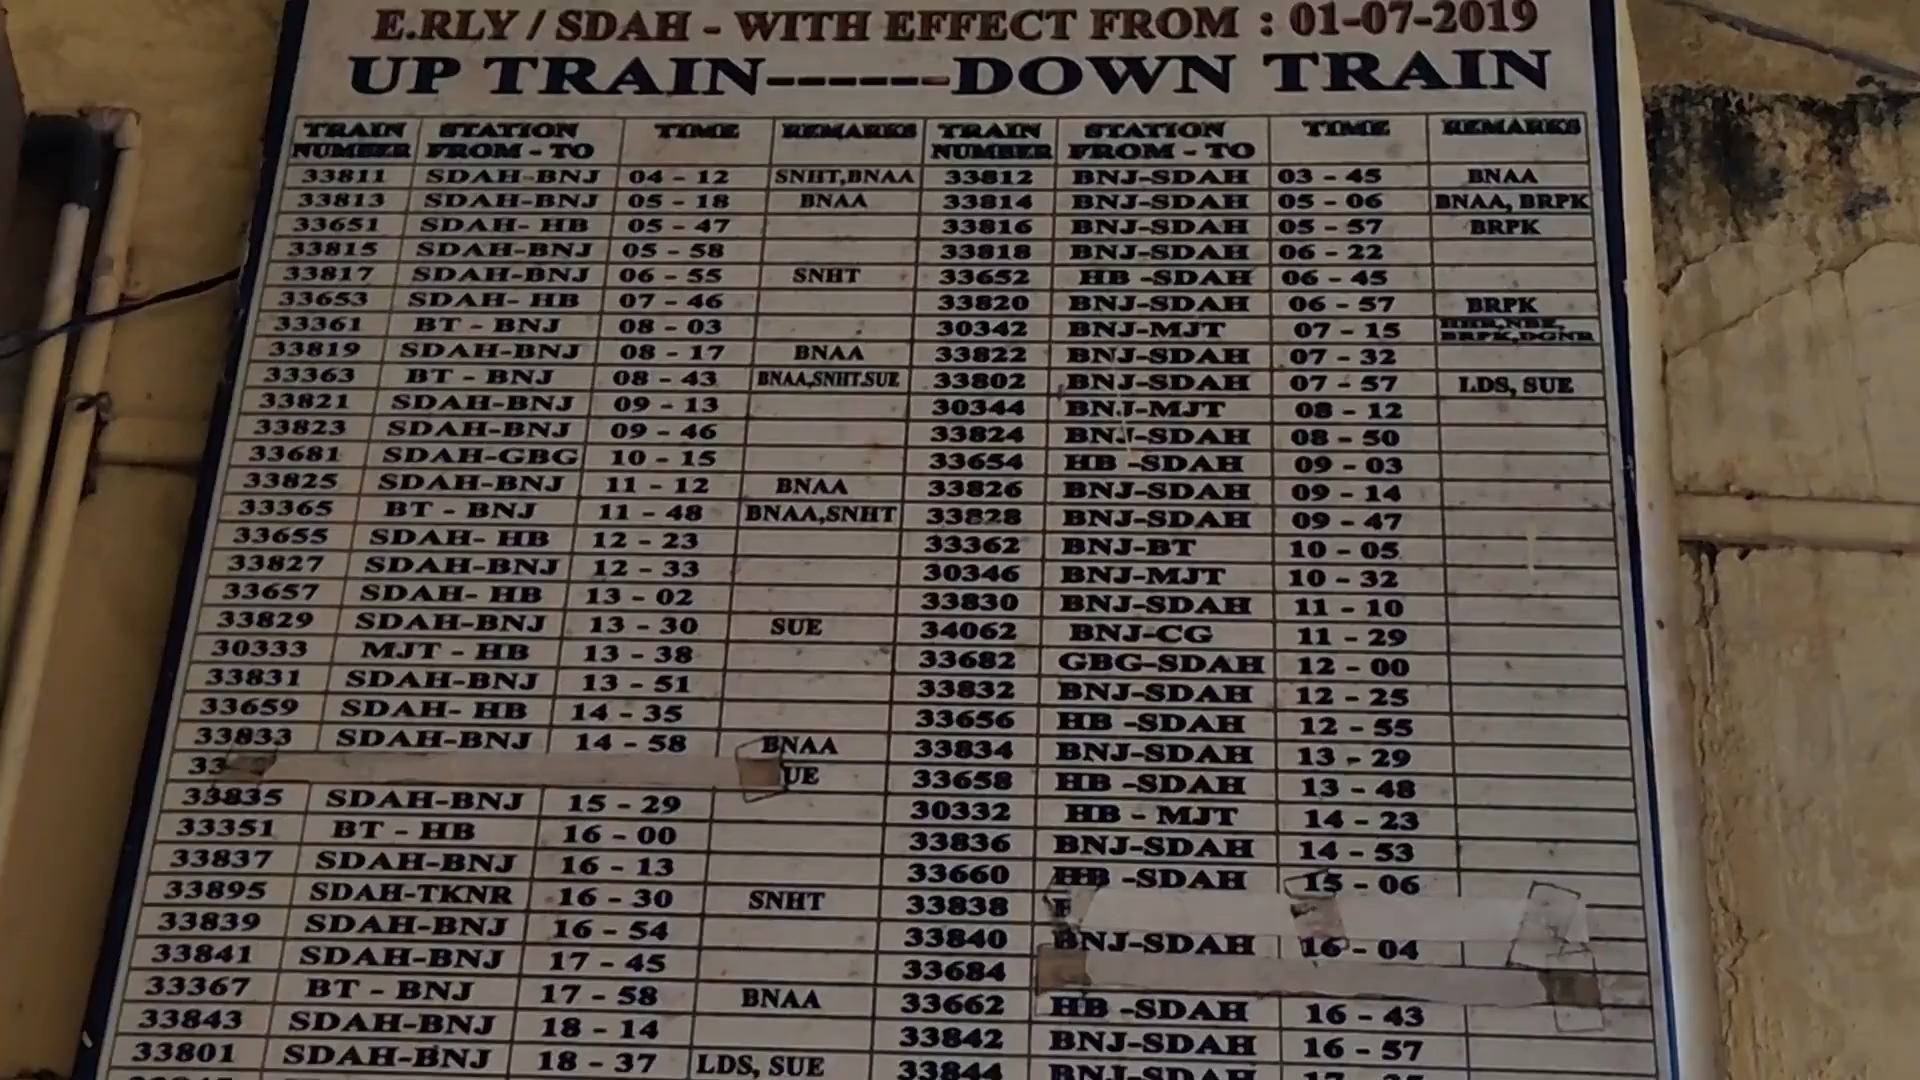 E.RLY / SDAH - WITH EFFECT FROM : 01-07-2019
UP TRAIN------DOWN TRAIN
TRAIN NUMBER STATION FROM - TO TIME REMARKS TRAIN NUMBER STATION FROM - TO TIME REMARKS
33811 SDAH-BNJ 04 - 12 SNHT,BNAA 33812 BNJ-SDAH 03 - 45 BNAA
33813 SDAH-BNJ 05 - 18 BNAA 33814 BNJ-SDAH 05 - 06 BNAA, BRPK
33651 SDAH- HB 05 - 47 33816 BNJ-SDAH 05 - 57 BRPK
33815 SDAH-BNJ 05 - 58 33818 BNJ-SDAH 06 - 22
33817 SDAH-BNJ 06 - 55 SNHT 33652 HB -SDAH 06 - 45
33653 SDAH- HB 07 - 46 33820 BNJ-SDAH 06 - 57 BRPK
33361 BT - BNJ 08 - 03 30342 BNJ-MJT 07 - 15 BRPK,DGNR
33819 SDAH-BNJ 08 - 17 BNAA 33822 BNJ-SDAH 07 - 32
33363 BT - BNJ 08 - 43 BNAA,SNHT.SUE 33802 BNJ-SDAH 07 - 57 LDS, SUE
33821 SDAH-BNJ 09 - 13 30344 BNJ-MJT 08 - 12
33823 SDAH-BNJ 09 - 46 33824 BNJ-SDAH 08 - 50
33681 SDAH-GBG 10 - 15 33654 HB -SDAH 09 - 03
33825 SDAH-BNJ 11 - 12 BNAA 33826 BNJ-SDAH 09 - 14
33365 BT - BNJ 11 - 48 BNAA,SNHT 33828 BNJ-SDAH 09 - 47
33655 SDAH- HB 12 - 23 33362 BNJ-BT 10 - 05
33827 SDAH-BNJ 12 - 33 30346 BNJ-MJT 10 - 32
33657 SDAH- HB 13 - 02 33830 BNJ-SDAH 11 - 10
33829 SDAH-BNJ 13 - 30 SUE 34062 BNJ-CG 11 - 29
30333 MJT - HB 13 - 38 33682 GBG-SDAH 12 - 00
33831 SDAH-BNJ 13 - 51 33832 BNJ-SDAH 12 - 25
33659 SDAH- HB 14 - 35 33656 HB -SDAH 12 - 55
33833 SDAH-BNJ 14 - 58 BNAA 33834 BNJ-SDAH 13 - 29
33 UE 33658 HB -SDAH 13 - 48
33835 SDAH-BNJ 15 - 29 30332 HB - MJT 14 - 23
33351 BT - HB 16 - 00 33836 BNJ-SDAH 14 - 53
33837 SDAH-BNJ 16 - 13 33660 HB -SDAH 15 - 06
33895 SDAH-TKNR 16 - 30 SNHT 33838
33839 SDAH-BNJ 16 - 54 33840 BNJ-SDAH 16 - 04
33841 SDAH-BNJ 17 - 45 33684
33367 BT - BNJ 17 - 58 BNAA 33662 HB -SDAH 16 - 43
33843 SDAH-BNJ 18 - 14 33842 BNJ-SDAH 16 - 57
33801 SDAH-BNJ 18 - 37 LDS, SUE 33844 BNJ-SDAH